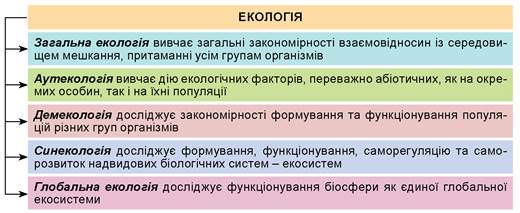 ЕКОЛОГІЯ
Загальна екологія вивчає загальні закономірності взаємовідносин із середови-
щем мешкання, притаманні усім групам організмів
Аутекологія вивчає дію екологічних факторів, переважно абіотичних, як на окре-
мих особин, так і на їхні популяції
Демекологія досліджує закономірності формування та функціонування популя-
цій різних груп організмів
Синекологія досліджує формування, функціонування, саморегуляцію та само-
розвиток надвидових біологічних систем – екосистем
Глобальна екологія досліджує функціонування біосфери як єдиної глобальної
екосистеми